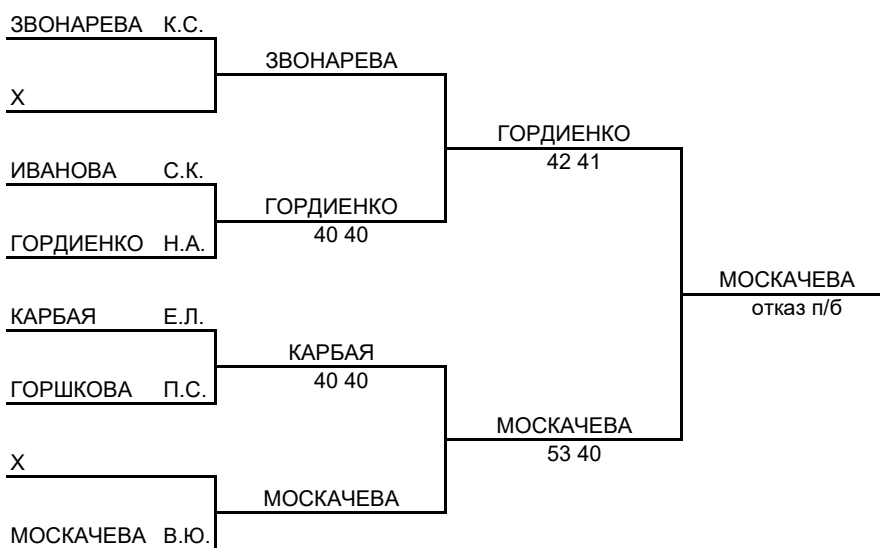 ЗВОНАРЕВА К.С.
ЗВОНАРЕВА
X
ГОРДИЕНКО
42 41
ИВАНОВА С.К.
ГОРДИЕНКО
40 40
ГОРДИЕНКО Н.А.
МОСКАЧЕВА
отказ п/б
КАРБАЯ Е.Л.
КАРБАЯ
40 40
ГОРШКОВА П.С.
МОСКАЧЕВА
53 40
X
МОСКАЧЕВА
МОСКАЧЕВА В.Ю.